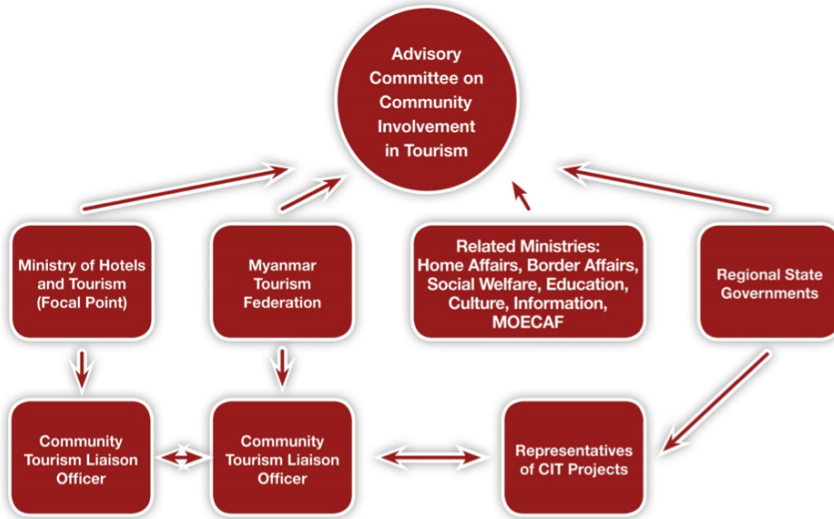 Advisory
Committee on
Community
Involvement
in Tourism
Ministry of Hotels
and Tourism
(Focal Point)
Myanmar
Tourism
Federation
Related Ministries:
Home Affairs, Border Affairs,
Social Welfare, Education,
Culture, Information,
MOECAF
Regional State
Governments
Community
Tourism Liaison
Officer
Community
Tourism Liaison
Officer
Representatives
of CIT Projects